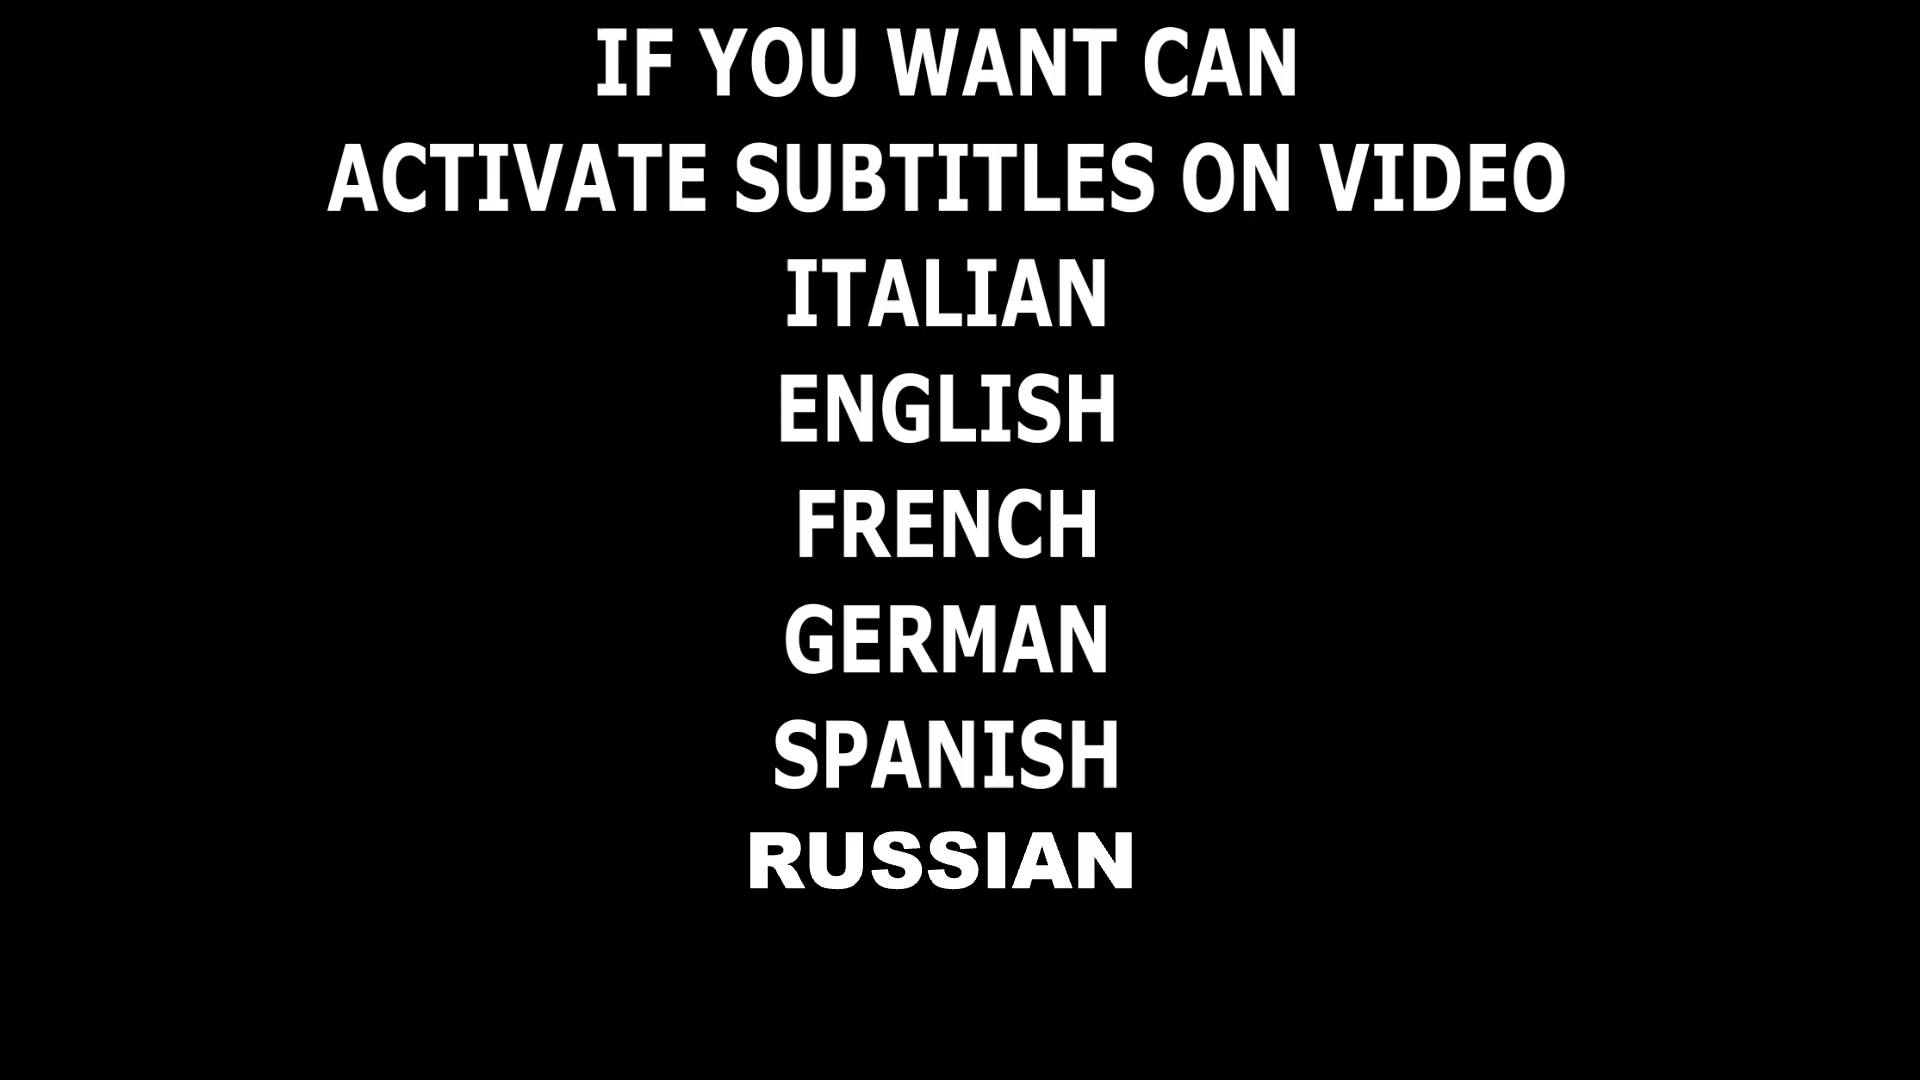 IF YOU WANT CAN
ACTIVATE SUBTITLES ON VIDEO
ITALIAN
ENGLISH
FRENCH
GERMAN
SPANISH
RUSSIAN